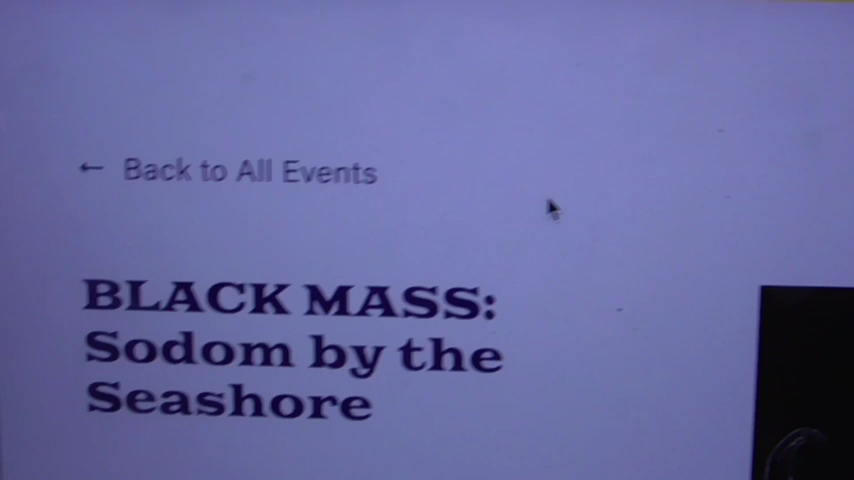 ← Back to All Events
BLACK MASS:
Sodom by the
Seashore